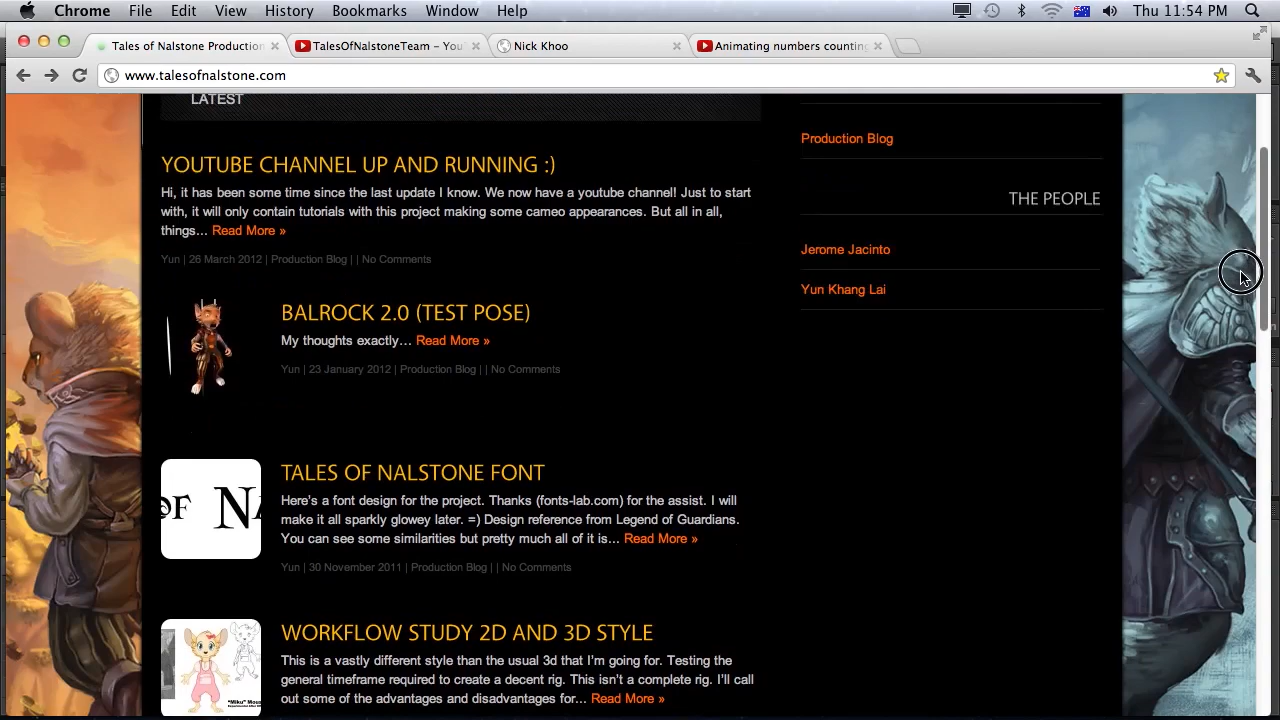 Chrome File Edit View History Bookmarks Window Help Thu 11:54 PM
Tales of Nalstone Production TalesOfNalstoneTeam - You Nick Khoo Animating numbers counting
www.talesofnalstone.com
LATEST
YOUTUBE CHANNEL UP AND RUNNING :)
Hi, it has been some time since the last update I know. We now have a youtube channel! Just to start
with, it will only contain tutorials with this project making some cameo appearances. But all in all,
things... Read More »
Yun | 26 March 2012 | Production Blog | | No Comments
BALROCK 2.0 (TEST POSE)
My thoughts exactly... Read More »
Yun | 23 January 2012 | Production Blog | | No Comments
OF NA
TALES OF NALSTONE FONT
Here's a font design for the project. Thanks (fonts-lab.com) for the assist. I will
make it all sparkly glowey later. =) Design reference from Legend of Guardians.
You can see some similarities but pretty much all of it is... Read More »
Yun | 30 November 2011 | Production Blog | | No Comments
WORKFLOW STUDY 2D AND 3D STYLE
This is a vastly different style than the usual 3d that I'm going for. Testing the
general timeframe required to create a decent rig. This isn't a complete rig. I'll call
out some of the advantages and disadvantages for... Read More »
Production Blog
THE PEOPLE
Jerome Jacinto
Yun Khang Lai